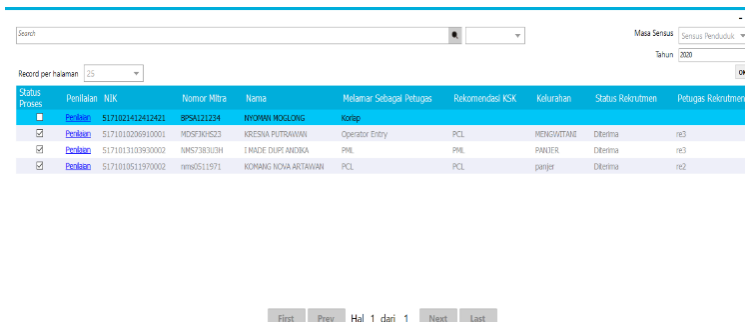 Search
Masa Sensus Sensus Penduduk
Tahun 2020
Record per halaman 25
OK
Status Proses Penilaian NIK Nomor Mitra Nama Melamar Sebagai Petugas Rekomendasi KSK Kelurahan Status Rekrutmen Petugas Rekrutmen
Penilaian 5171021412412421 BPSA121234 NYOMAN MOGLONG Korlap
Penilaian 5171010206910001 MDSF3KHS23 KRESNA PUTRAWAN Operator Entry PCL MENGWITANI Diterima re3
Penilaian 5171013103930002 NMS7383U3H I MADE DUPI ANDIKA PML PML PANJER Diterima re3
Penilaian 5171010511970002 nms0511971 KOMANG NOVA ARTAWAN PCL PCL panjer Diterima re2
First Prev Hal 1 dari 1 Next Last